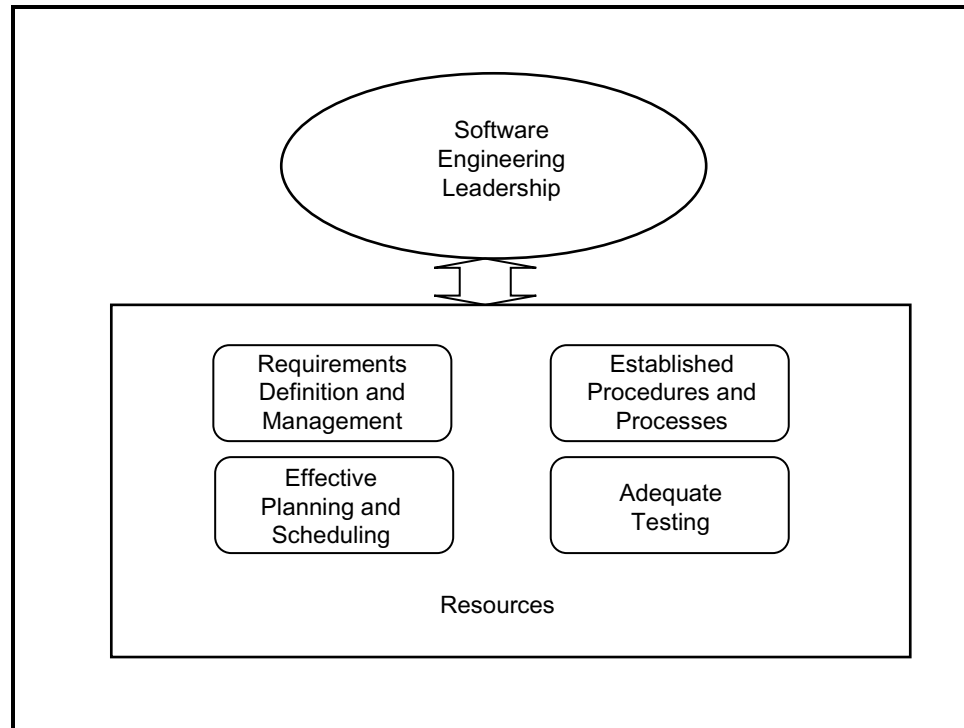 Software
Engineering
Leadership
Requirements
Definition and
Management
Established
Procedures and
Processes
Effective
Planning and
Scheduling
Adequate
Testing
Resources